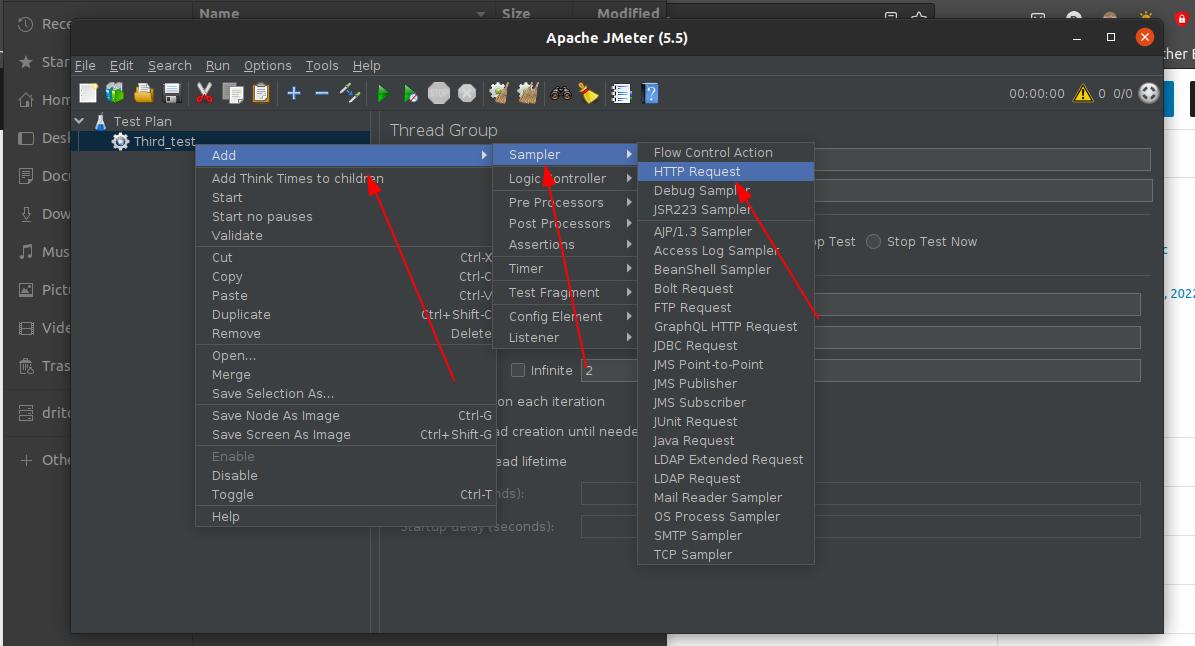 Name Size Modified
Apache JMeter (5.5)
File Edit Search Run Options Tools Help
STOP
00:00:00 0 0/0
Test Plan
Third_test
Thread Group
Add
Add Think Times to children
Start
Start no pauses
Validate
Cut Ctrl-X
Copy Ctrl-C
Paste Ctrl-V
Duplicate Ctrl+Shift-C
Remove Delete
Open...
Merge
Save Selection As...
Save Node As Image Ctrl-G
Save Screen As Image Ctrl+Shift-G
Enable
Disable
Toggle Ctrl-T
Help
Sampler
Logic Controller
Pre Processors
Post Processors
Assertions
Timer
Test Fragment
Config Element
Listener
Flow Control Action
HTTP Request
Debug Sampler
JSR223 Sampler
AJP/1.3 Sampler
Access Log Sampler
BeanShell Sampler
Bolt Request
FTP Request
GraphQL HTTP Request
JDBC Request
JMS Point-to-Point
JMS Publisher
JMS Subscriber
JUnit Request
Java Request
LDAP Extended Request
LDAP Request
Mail Reader Sampler
OS Process Sampler
SMTP Sampler
TCP Sampler
op Test Stop Test Now
Infinite 2
on each iteration
ad creation until neede
ead lifetime
nds):
Startup delay (seconds):
Rece
Star
Hom
Desk
Docu
Dow
Mus
Pictu
Vide
Tras
drito
Othe
ther B
c
, 2022